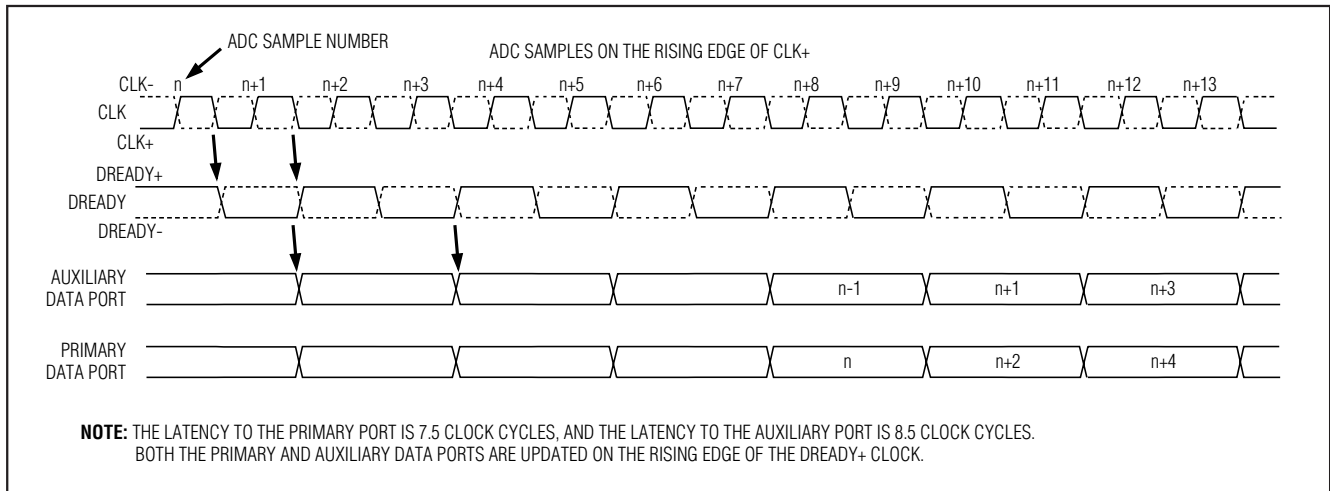 ADC SAMPLE NUMBER
ADC SAMPLES ON THE RISING EDGE OF CLK+
CLK-
n n+1 n+2 n+3 n+4 n+5 n+6 n+7 n+8 n+9 n+10 n+11 n+12 n+13
CLK
CLK+
DREADY+
DREADY
DREADY-
AUXILIARY
DATA PORT
n-1 n+1 n+3
PRIMARY
DATA PORT
n n+2 n+4
NOTE: THE LATENCY TO THE PRIMARY PORT IS 7.5 CLOCK CYCLES, AND THE LATENCY TO THE AUXILIARY PORT IS 8.5 CLOCK CYCLES.
BOTH THE PRIMARY AND AUXILIARY DATA PORTS ARE UPDATED ON THE RISING EDGE OF THE DREADY+ CLOCK.